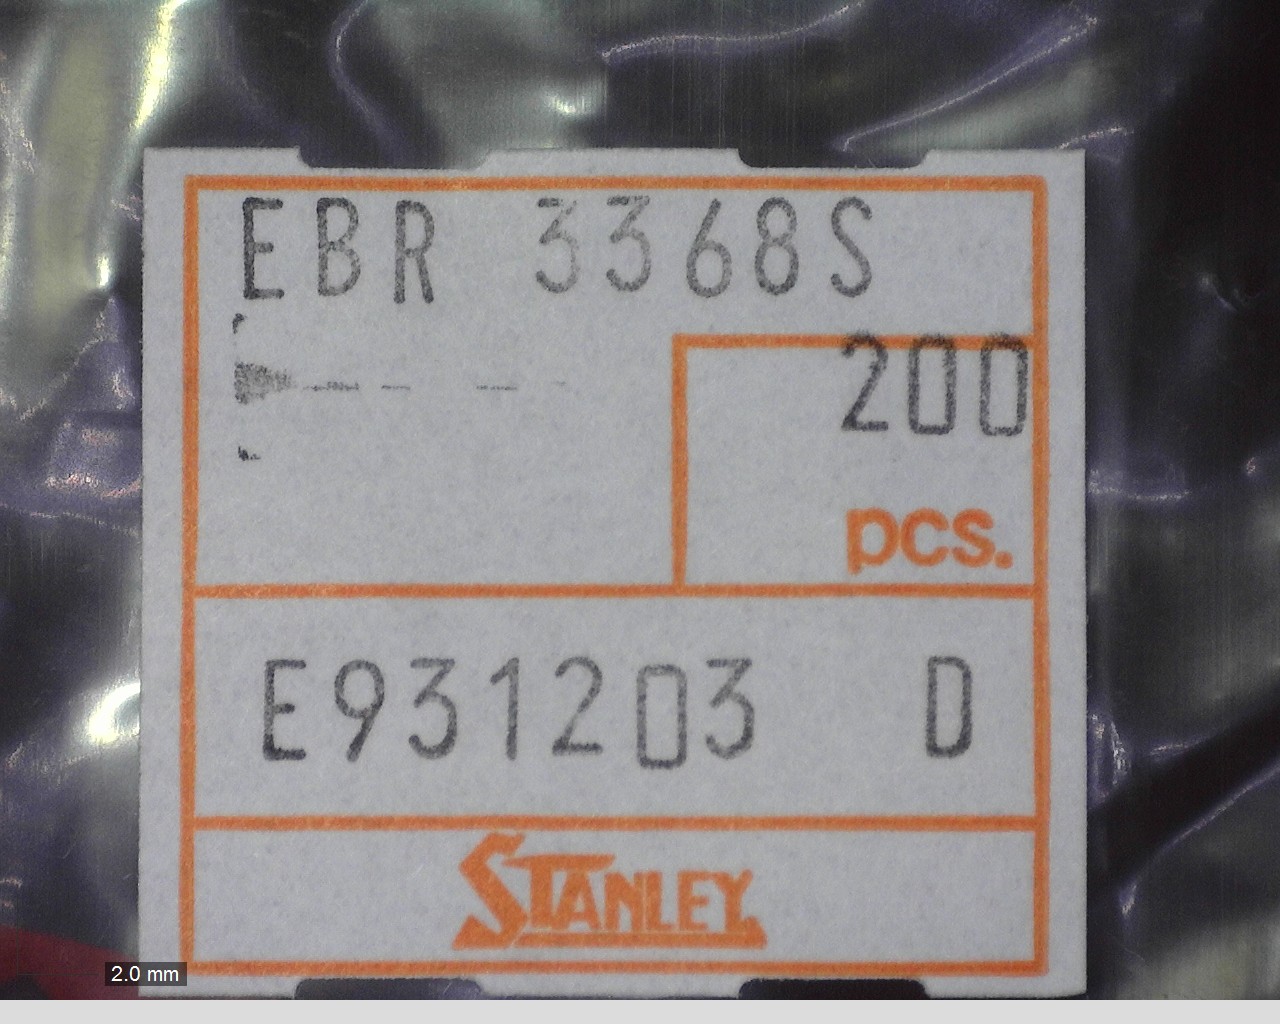 EBR 3368S
200
pcs.
E931203 D
STANLEY
2.0 mm